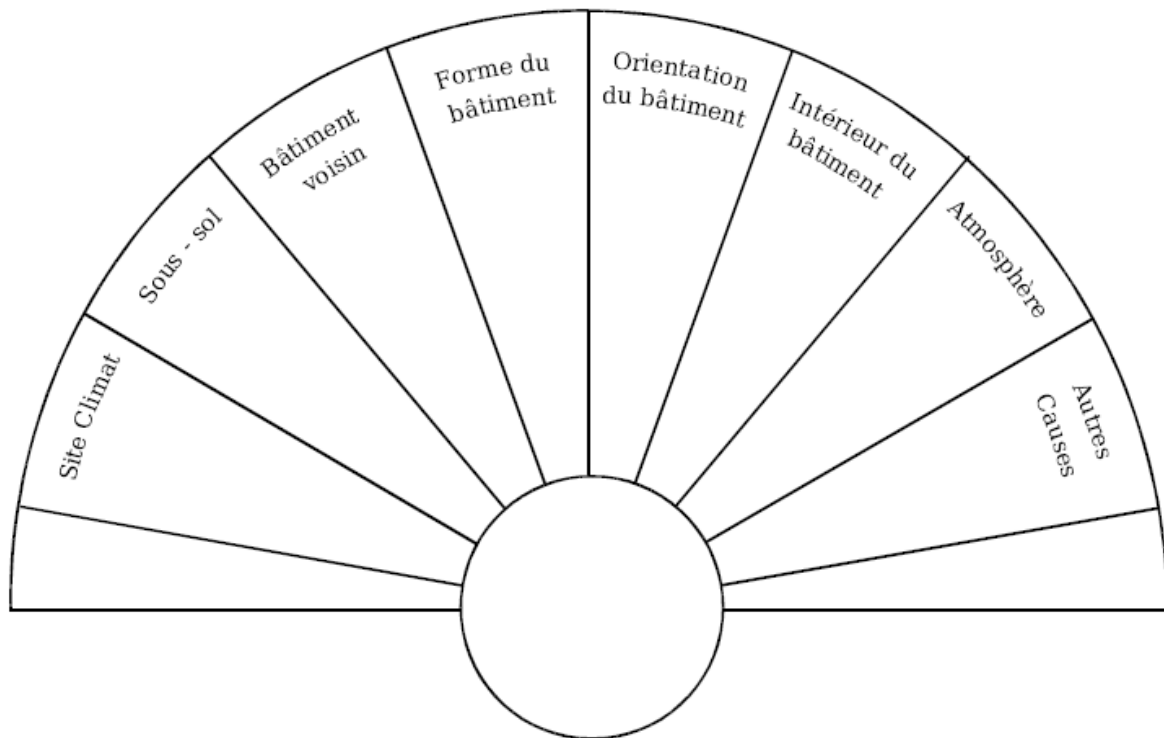 Site Climat
Sous - sol
Bâtiment
voisin
Forme du
bâtiment
Orientation
du bâtiment
Intérieur du
bâtiment
Atmosphère
Autres
Causes